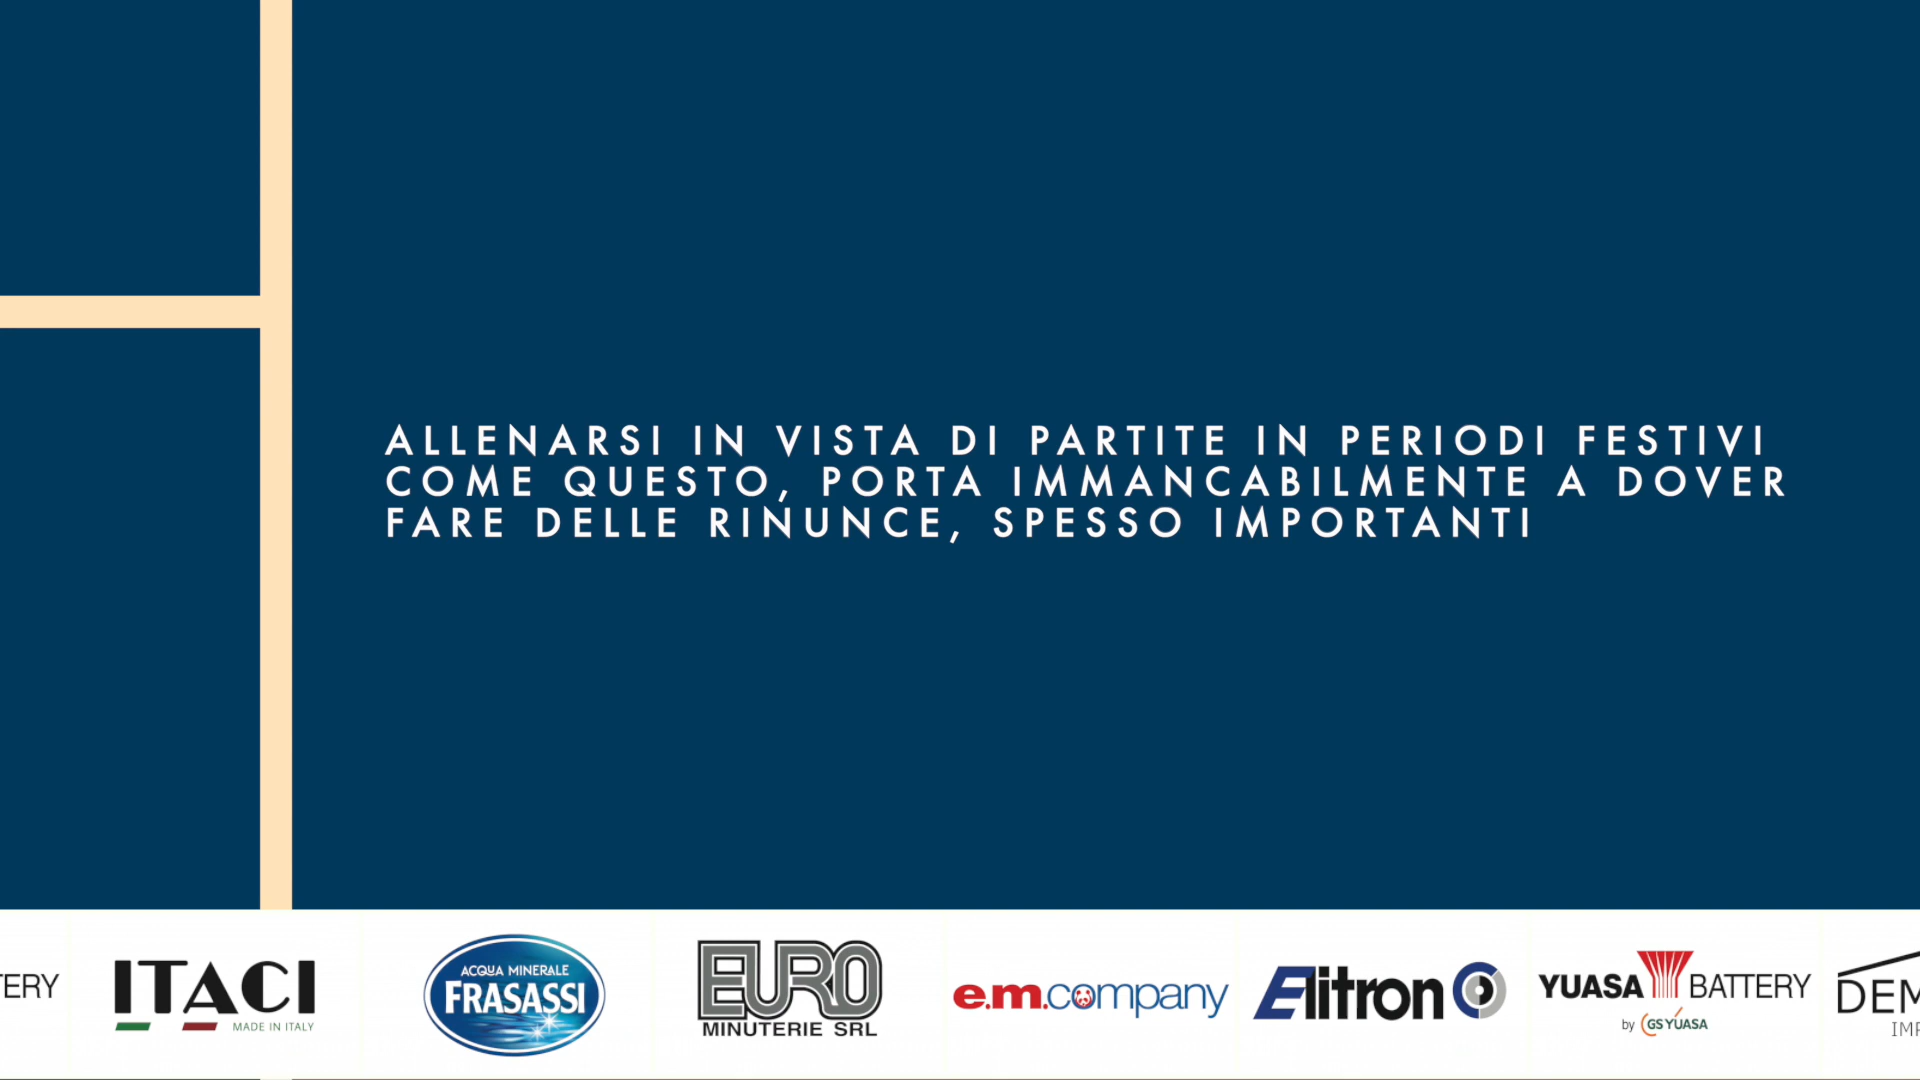 ALLENARSI IN VISTA DI PARTITE IN PERIODI FESTIVI
COME QUESTO, PORTA IMMANCABILMENTE A DOVER
FARE DELLE RINUNCE, SPESSO IMPORTANTI
ITACI
MADE IN ITALY
ACQUA MINERALE
FRASASSI
EURO
MINUTERIE SRL
e.m.company
Elitron
YUASA BATTERY
by GS YUASA